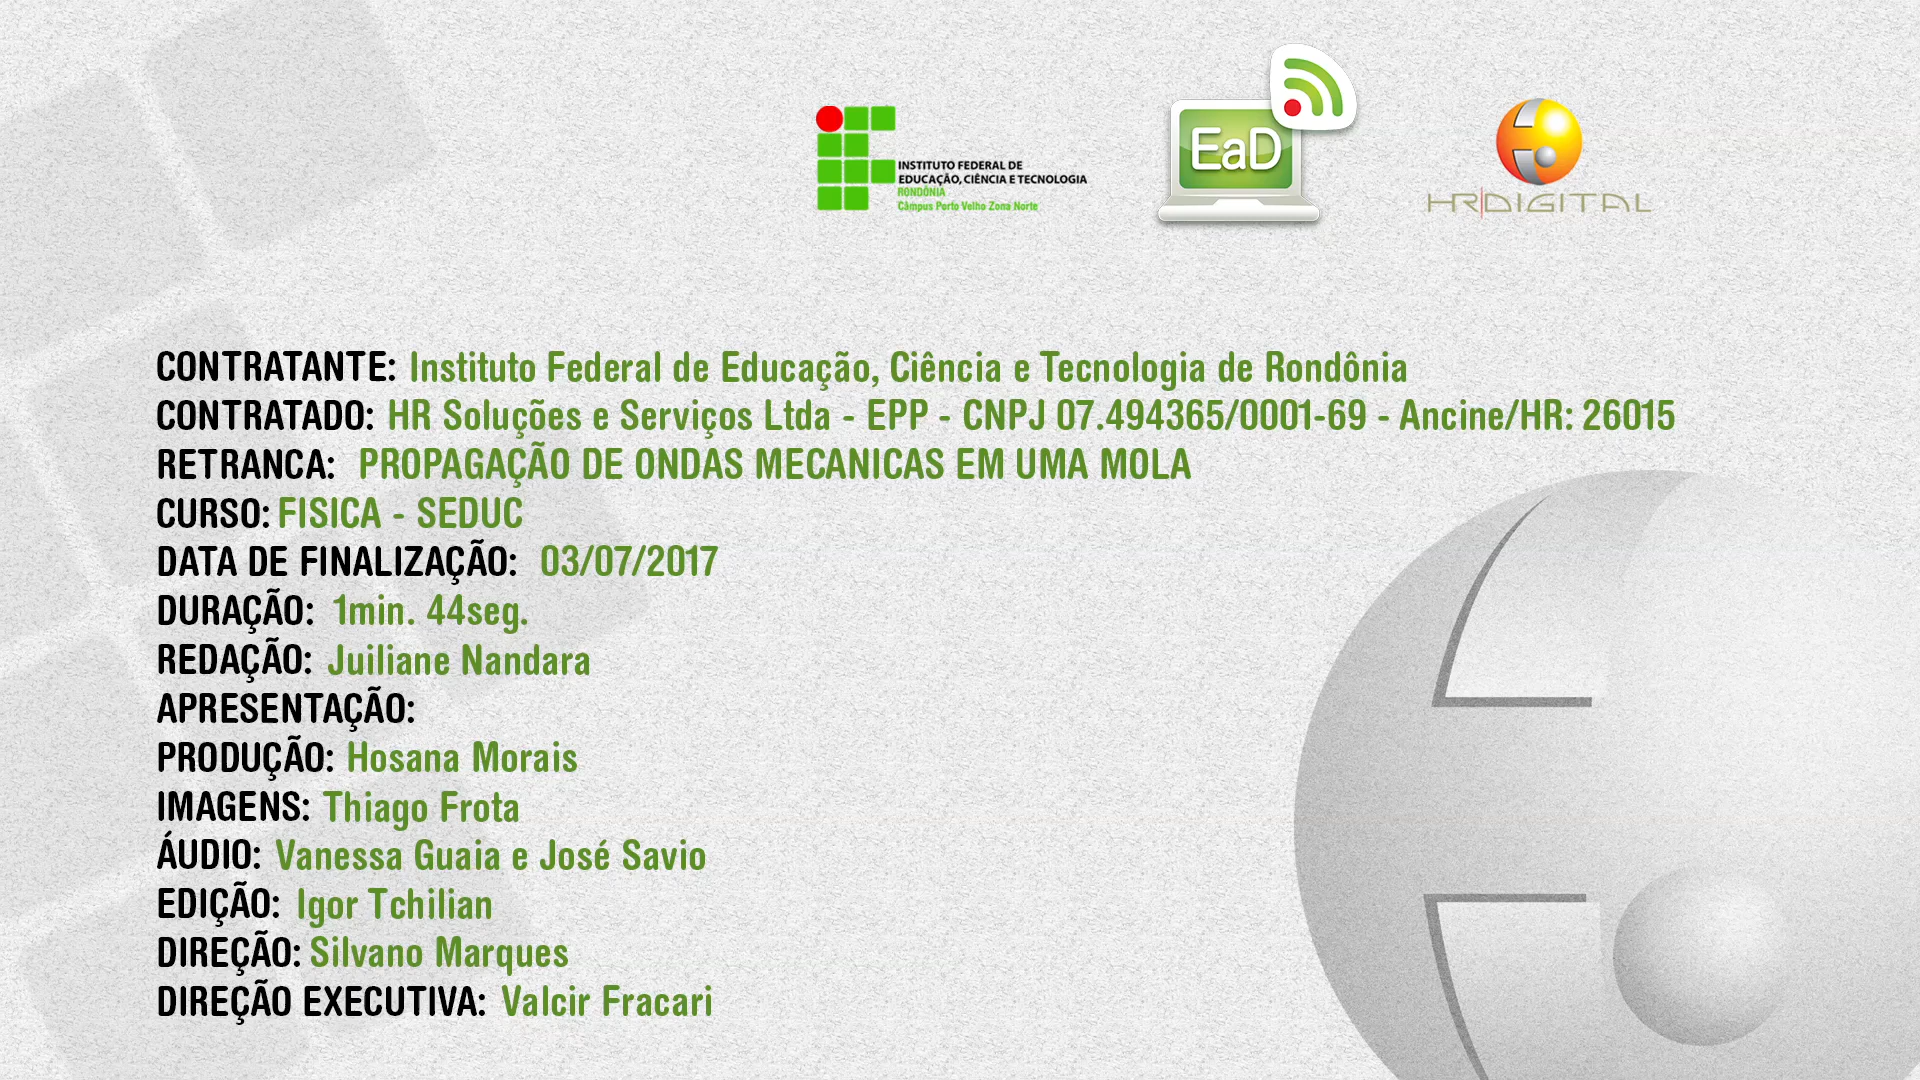 INSTITUTO FEDERAL DE
EDUCAÇÃO, CIÊNCIA E TECNOLOGIA
RONDÔNIA
Câmpus Porto Velho Zona Norte
EaD
HR|DIGITAL
CONTRATANTE: Instituto Federal de Educação, Ciência e Tecnologia de Rondônia
CONTRATADO: HR Soluções e Serviços Ltda - EPP - CNPJ 07.494365/0001-69 - Ancine/HR: 26015
RETRANCA: PROPAGAÇÃO DE ONDAS MECANICAS EM UMA MOLA
CURSO: FISICA - SEDUC
DATA DE FINALIZAÇÃO: 03/07/2017
DURAÇÃO: 1min. 44seg.
REDAÇÃO: Juiliane Nandara
APRESENTAÇÃO:
PRODUÇÃO: Hosana Morais
IMAGENS: Thiago Frota
ÁUDIO: Vanessa Guaia e José Savio
EDIÇÃO: Igor Tchilian
DIREÇÃO: Silvano Marques
DIREÇÃO EXECUTIVA: Valcir Fracari